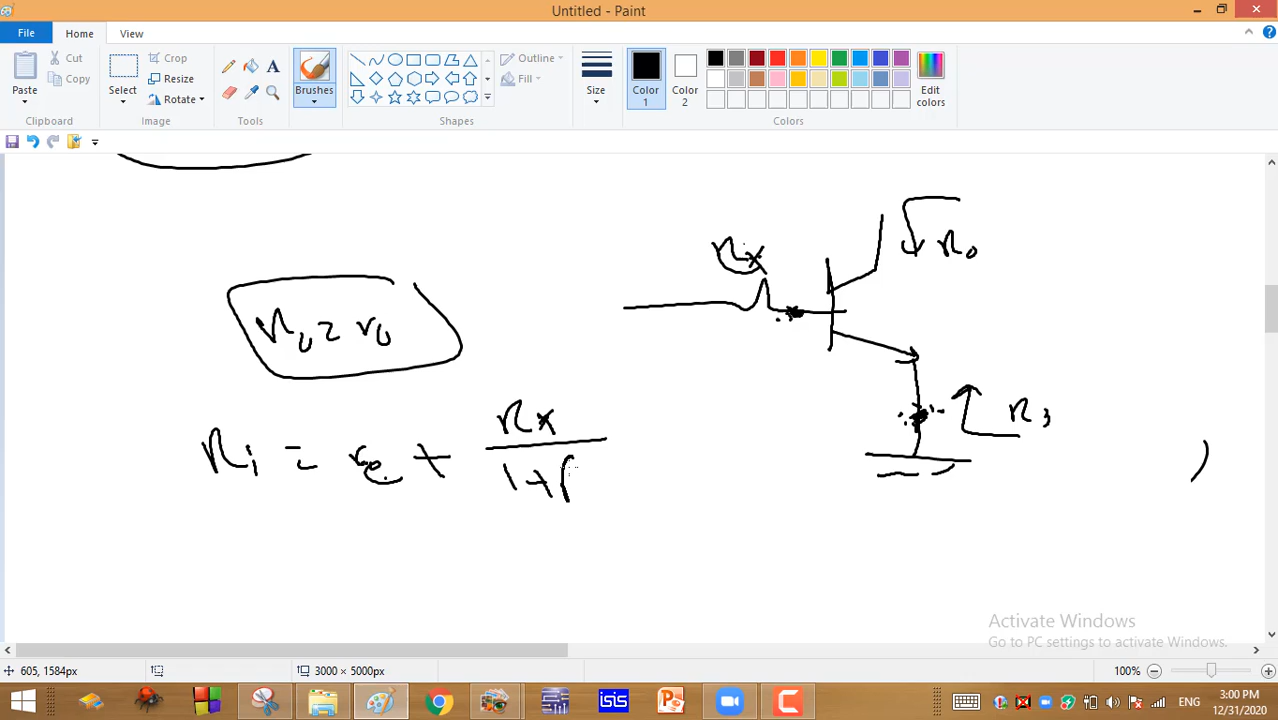 Untitled - Paint
File
Home
View
Paste
Cut
Copy
Clipboard
Select
Crop
Resize
Rotate
Image
Tools
Brushes
Outline
Fill
Shapes
Size
Color 1
Color 2
Edit colors
Colors
Rx
Ro
Ro = ro
Ri = re + Rx
1+
Activate Windows
Go to PC settings to activate Windows.
605, 1584px
3000 × 5000px
100%
isis
ENG
3:00 PM
12/31/2020